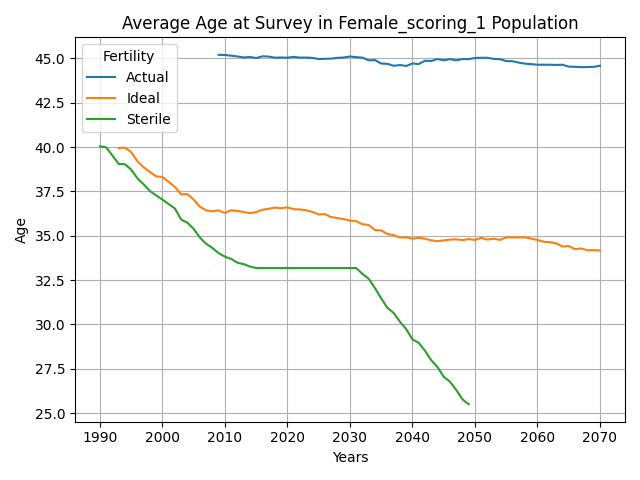 Average Age at Survey in Female_scoring_1 Population
Fertility
Actual
Ideal
Sterile
45.0
42.5
40.0
37.5
35.0
32.5
30.0
27.5
25.0
Age
1990 2000 2010 2020 2030 2040 2050 2060 2070
Years